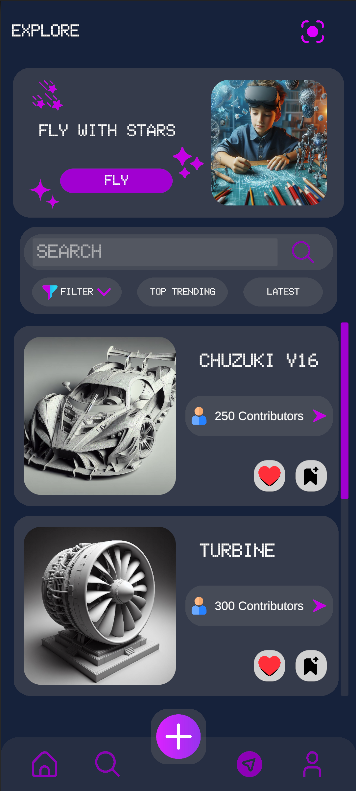 EXPLORE
FLY WITH STARS
FLY
SEARCH
FILTER
TOP TRENDING
LATEST
CHUZUKI V16
250 Contributors
TURBINE
300 Contributors